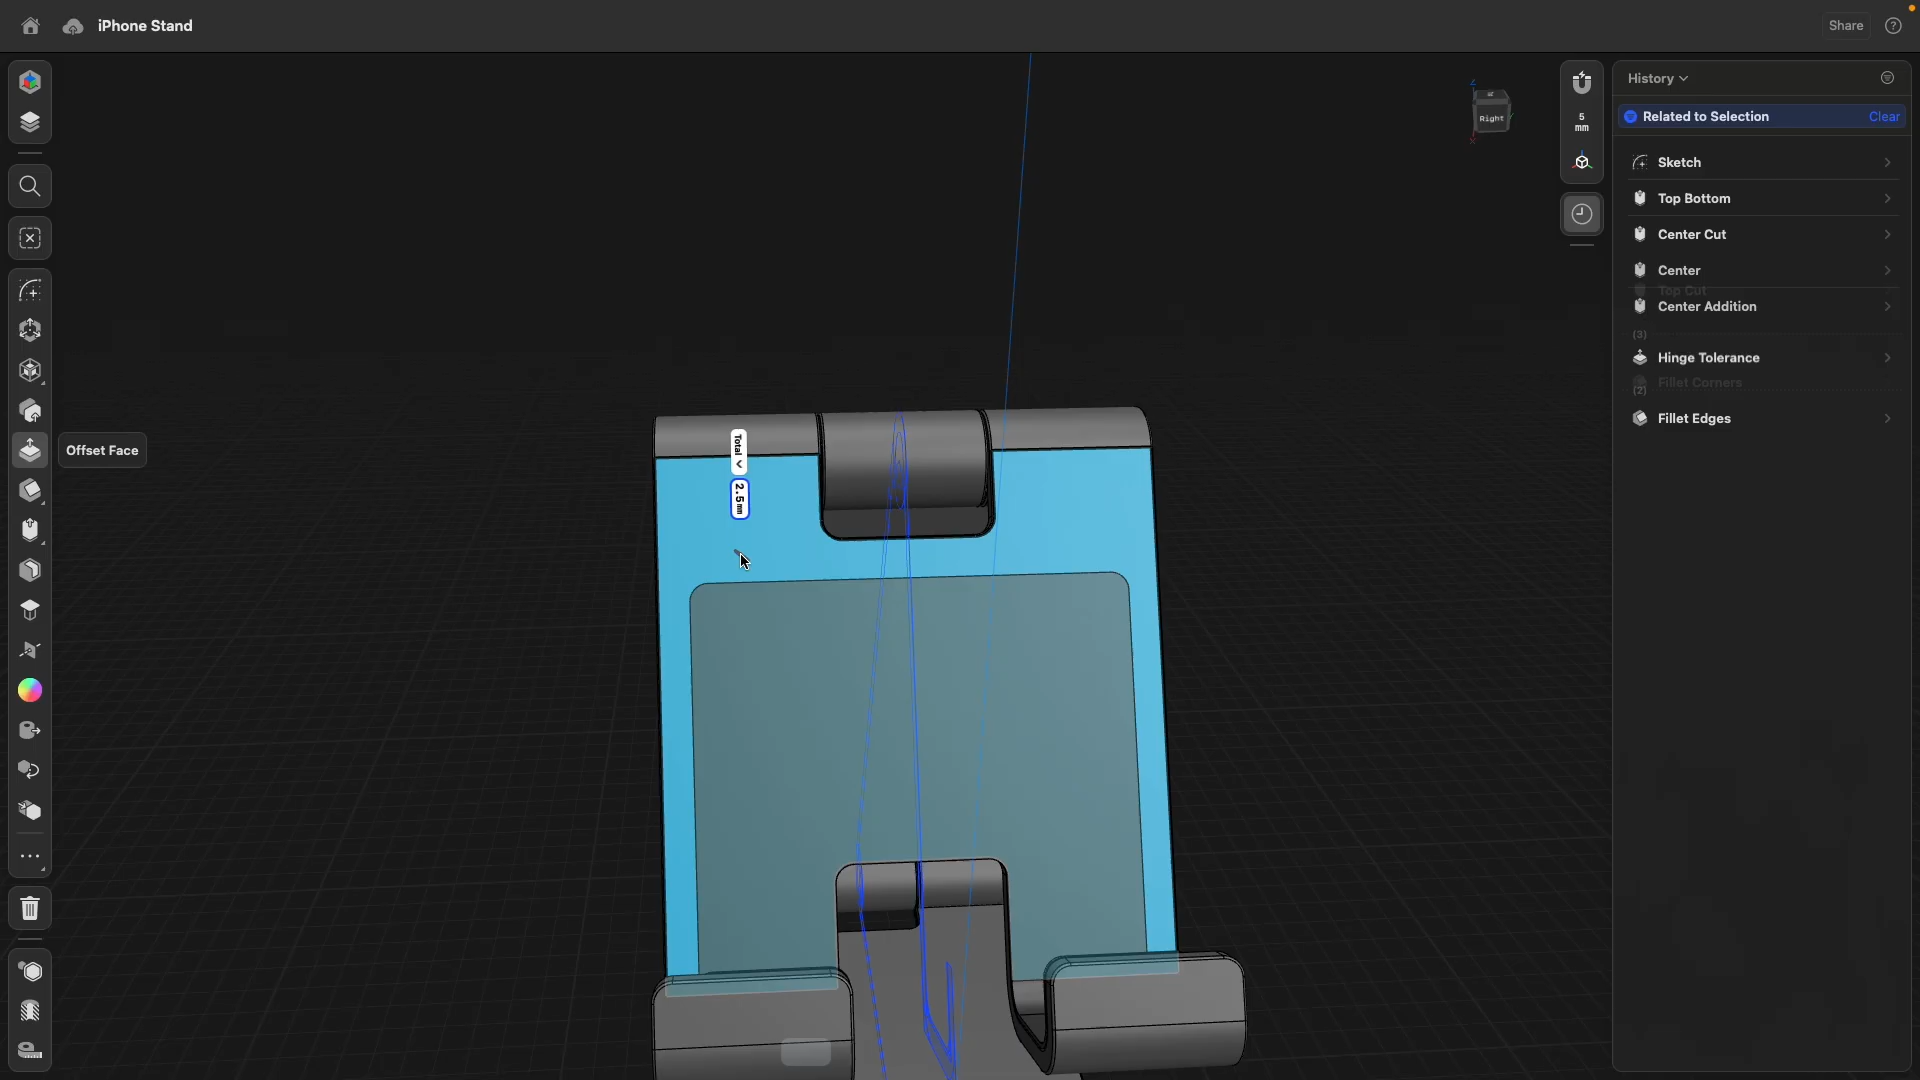 iPhone Stand
Share
History
Related to Selection
Clear
Z
Right
5
mm
Sketch
Top Bottom
Center Cut
Center
Top Cut
Center Addition
(3)
Hinge Tolerance
Fillet Corners
(2)
Fillet Edges
Offset Face
Total
2.5 mm